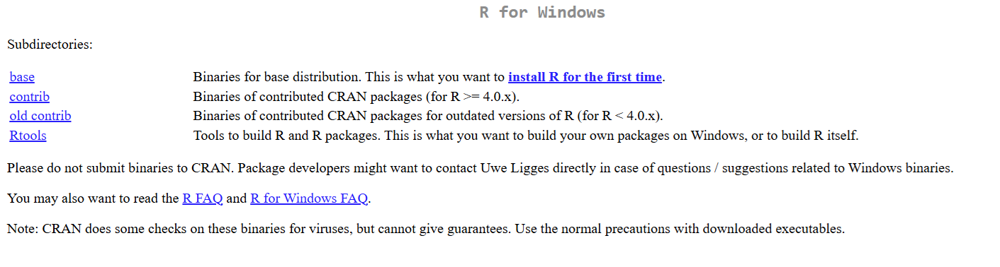 R for Windows
Subdirectories:
base Binaries for base distribution. This is what you want to install R for the first time.
contrib Binaries of contributed CRAN packages (for R >= 4.0.x).
old contrib Binaries of contributed CRAN packages for outdated versions of R (for R < 4.0.x).
Rtools Tools to build R and R packages. This is what you want to build your own packages on Windows, or to build R itself.
Please do not submit binaries to CRAN. Package developers might want to contact Uwe Ligges directly in case of questions / suggestions related to Windows binaries.
You may also want to read the R FAQ and R for Windows FAQ.
Note: CRAN does some checks on these binaries for viruses, but cannot give guarantees. Use the normal precautions with downloaded executables.